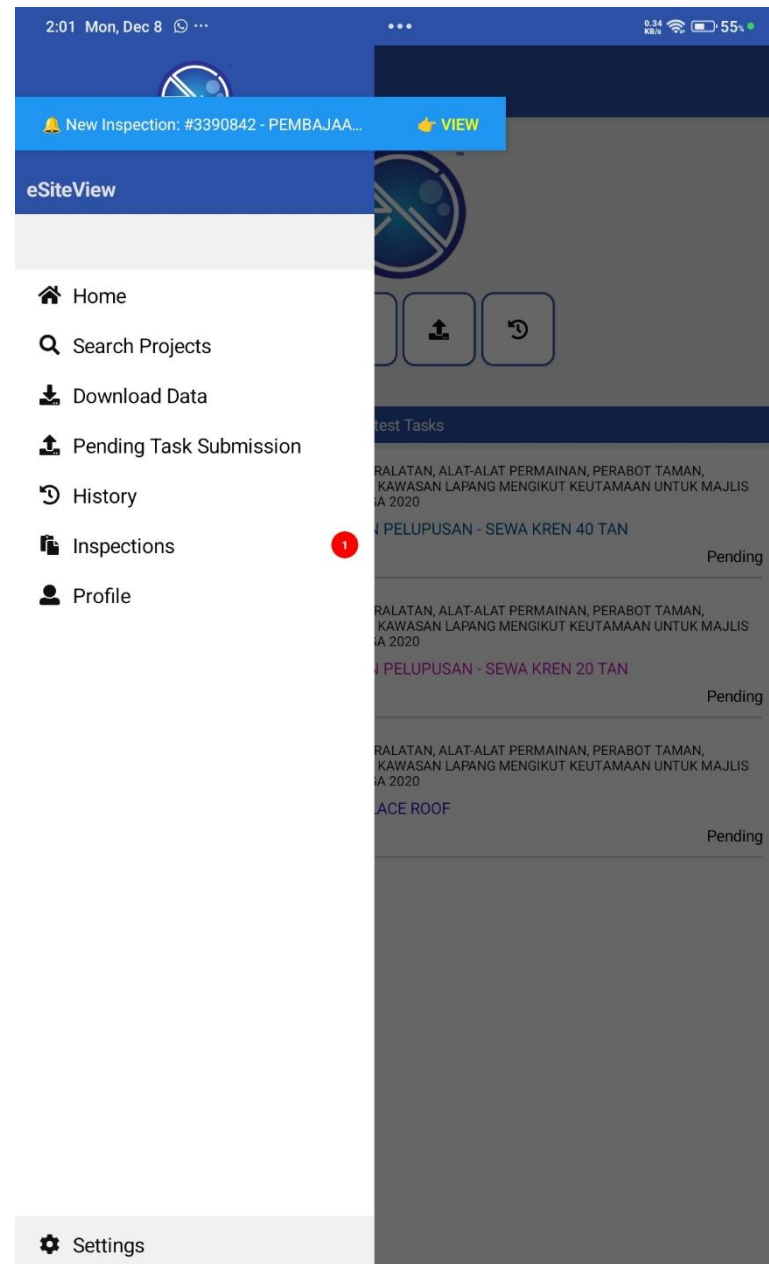 2:01 Mon, Dec 8
0.34 KB/s 55%
New Inspection: #3390842 - PEMBAJAA... VIEW
eSiteView
Home
Search Projects
Download Data
Pending Task Submission
History
Inspections 1
Profile
Settings
TM
test Tasks
RALATAN, ALAT-ALAT PERMAINAN, PERABOT TAMAN,
KAWASAN LAPANG MENGIKUT KEUTAMAAN UNTUK MAJLIS
GA 2020
N PELUPUSAN - SEWA KREN 40 TAN
Pending
RALATAN, ALAT-ALAT PERMAINAN, PERABOT TAMAN,
KAWASAN LAPANG MENGIKUT KEUTAMAAN UNTUK MAJLIS
GA 2020
N PELUPUSAN - SEWA KREN 20 TAN
Pending
RALATAN, ALAT-ALAT PERMAINAN, PERABOT TAMAN,
KAWASAN LAPANG MENGIKUT KEUTAMAAN UNTUK MAJLIS
GA 2020
LACE ROOF
Pending